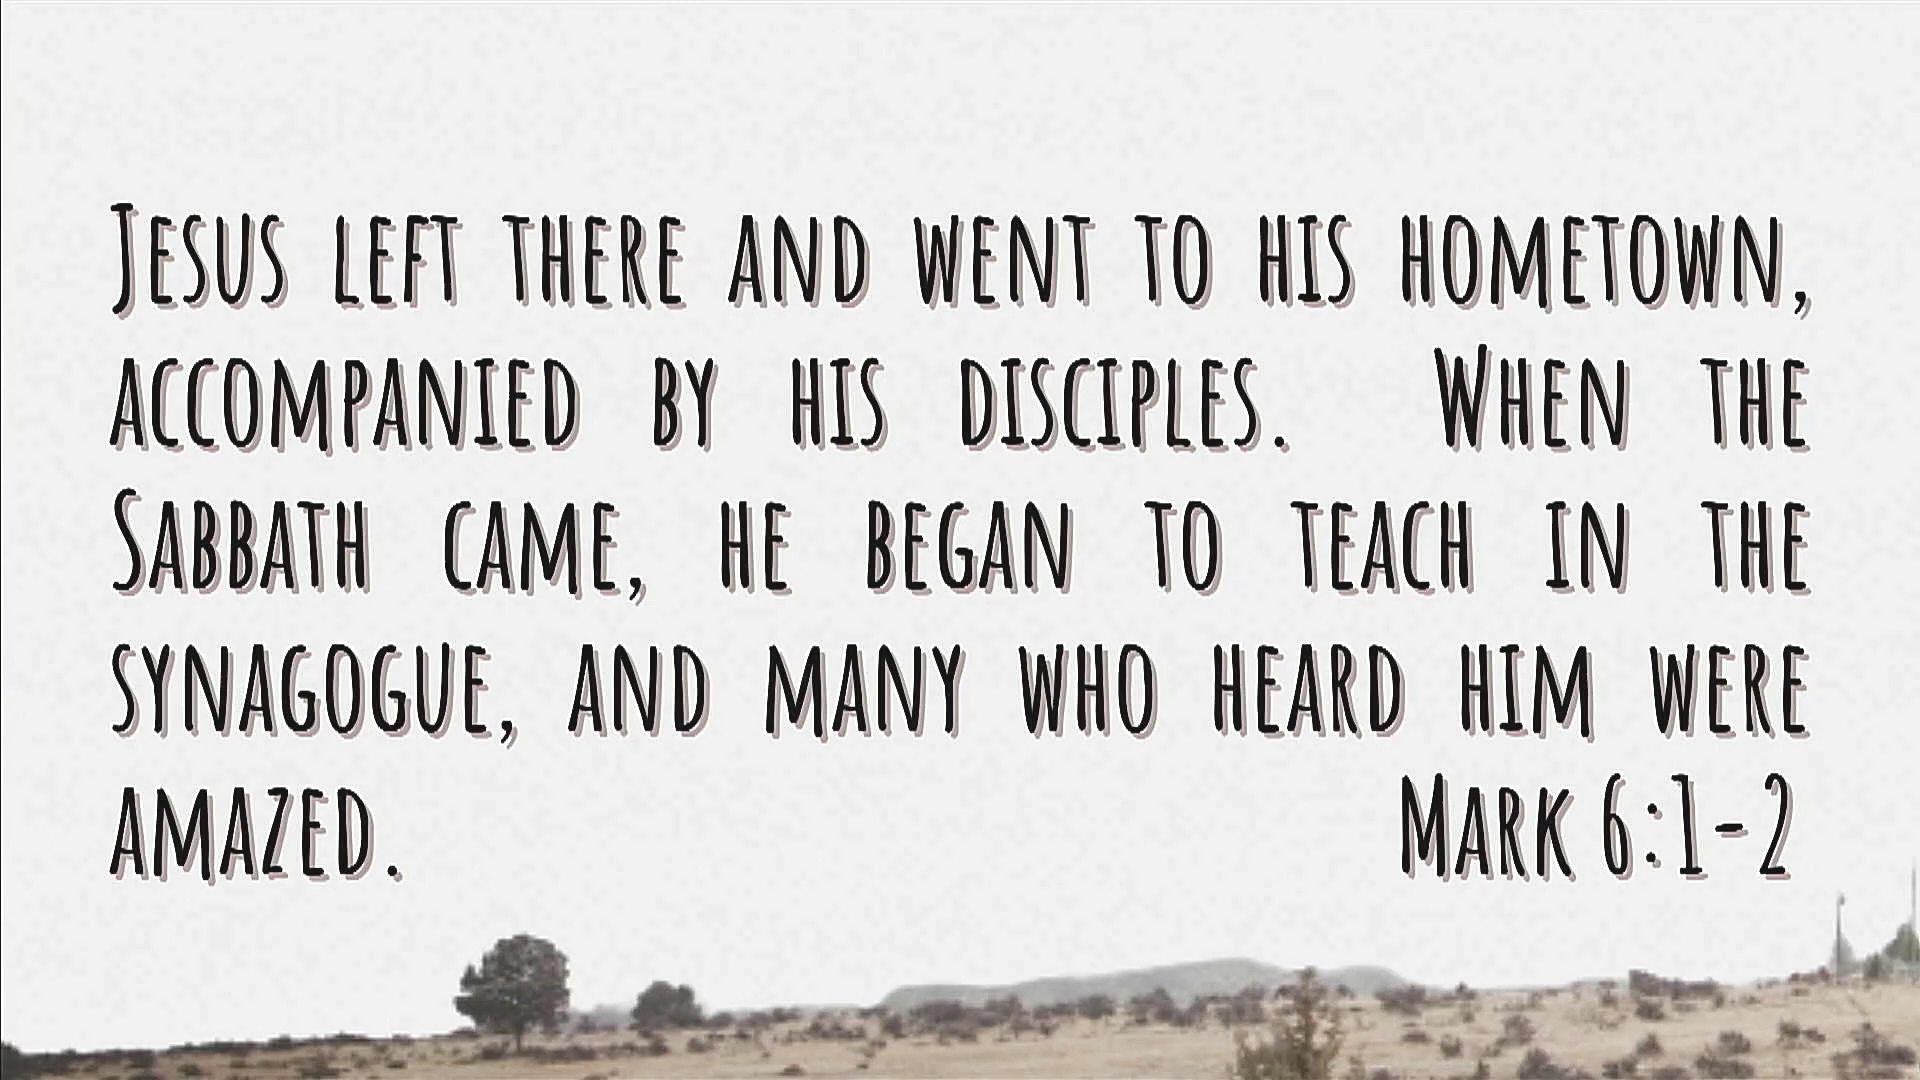 Jesus left there and went to his hometown,
accompanied by his disciples.  When the
Sabbath came, he began to teach in the
synagogue, and many who heard him were
amazed. Mark 6:1-2